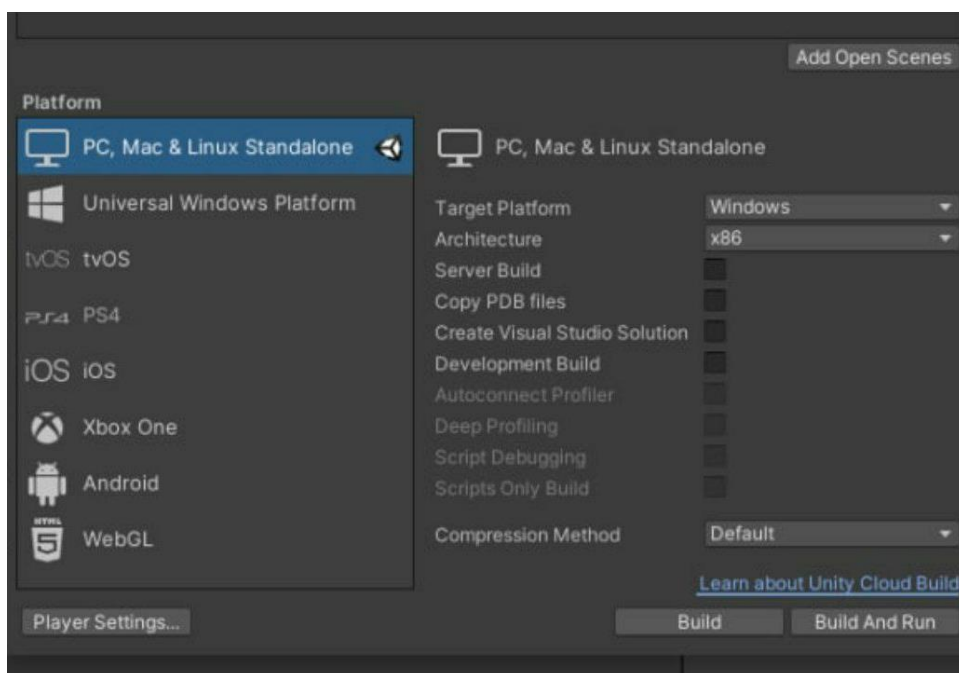 Add Open Scenes
Platform
PC, Mac & Linux Standalone
Universal Windows Platform
tvOS tvOS
PS4 PS4
iOS iOS
Xbox One
Android
HTML 5 WebGL
PC, Mac & Linux Standalone
Target Platform Windows
Architecture x86
Server Build
Copy PDB files
Create Visual Studio Solution
Development Build
Autoconnect Profiler
Deep Profiling
Script Debugging
Scripts Only Build
Compression Method Default
Learn about Unity Cloud Build
Player Settings...
Build
Build And Run